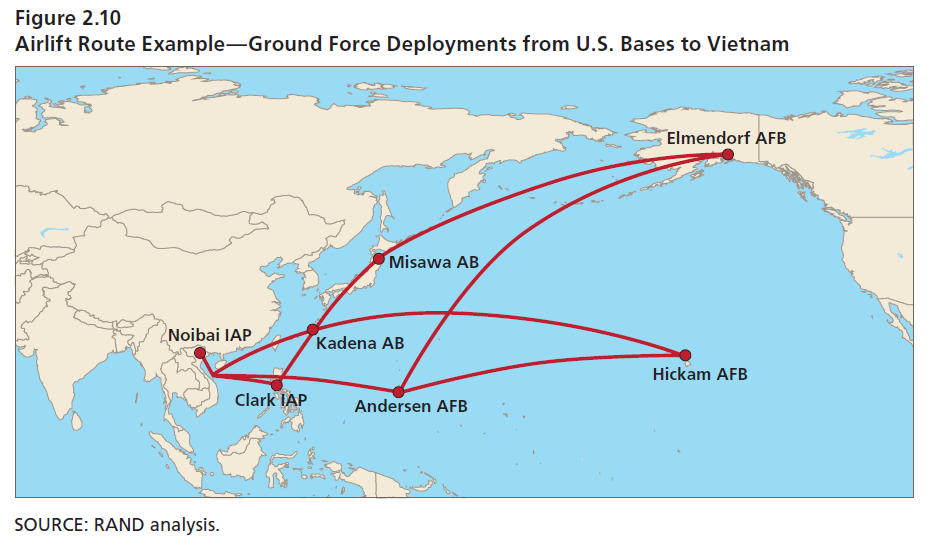 Figure 2.10
Airlift Route Example—Ground Force Deployments from U.S. Bases to Vietnam
Elmendorf AFB
Misawa AB
Noibai IAP
Kadena AB
Hickam AFB
Clark IAP
Andersen AFB
SOURCE: RAND analysis.